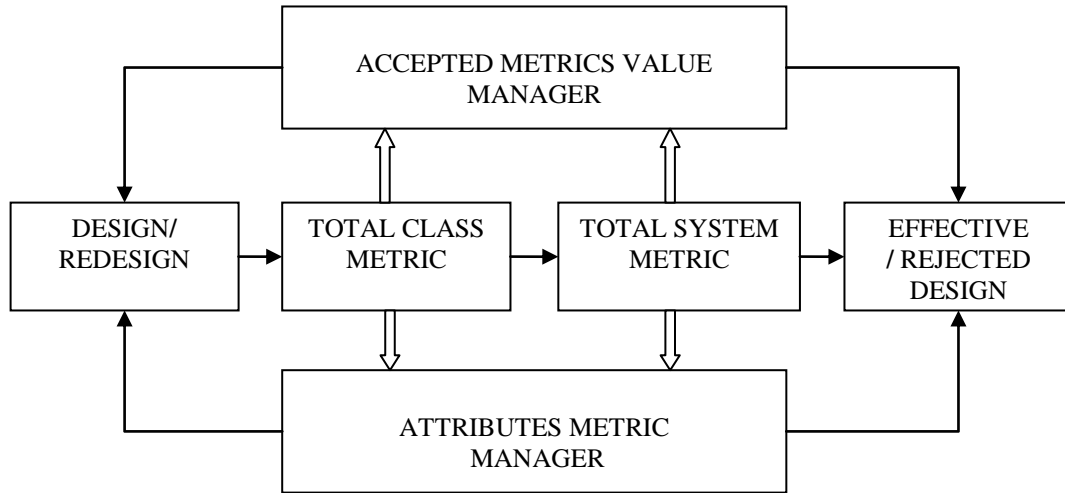 ACCEPTED METRICS VALUE
MANAGER
DESIGN/
REDESIGN
TOTAL CLASS
METRIC
TOTAL SYSTEM
METRIC
EFFECTIVE
/ REJECTED
DESIGN
ATTRIBUTES METRIC
MANAGER